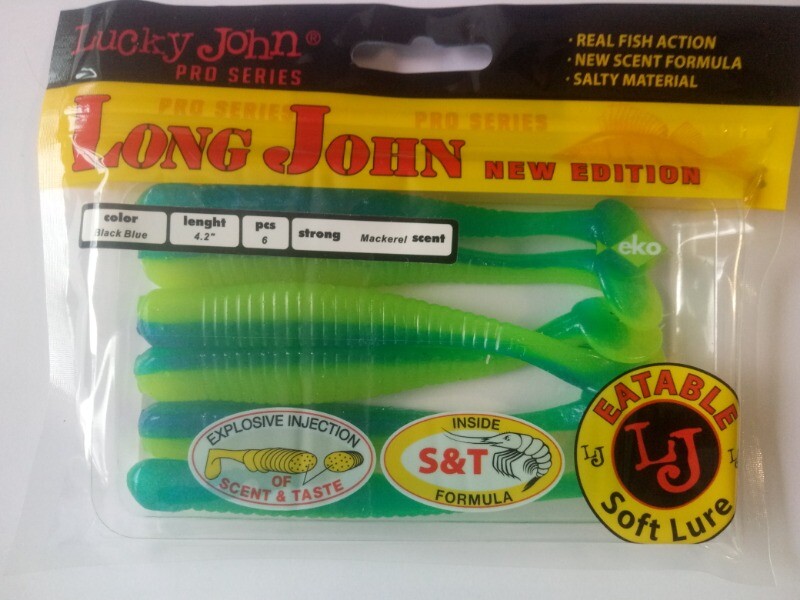 Lucky John®
PRO SERIES
· REAL FISH ACTION
· NEW SCENT FORMULA
· SALTY MATERIAL
PRO SERIES PRO SERIES
LONG JOHN NEW EDITION
color
Black Blue
lenght
4.2"
pcs
6
strong Mackerel scent
eko
EXPLOSIVE INJECTION
OF
SCENT & TASTE
INSIDE
S&T
FORMULA
EATABLE
LJ LJ
Soft Lure